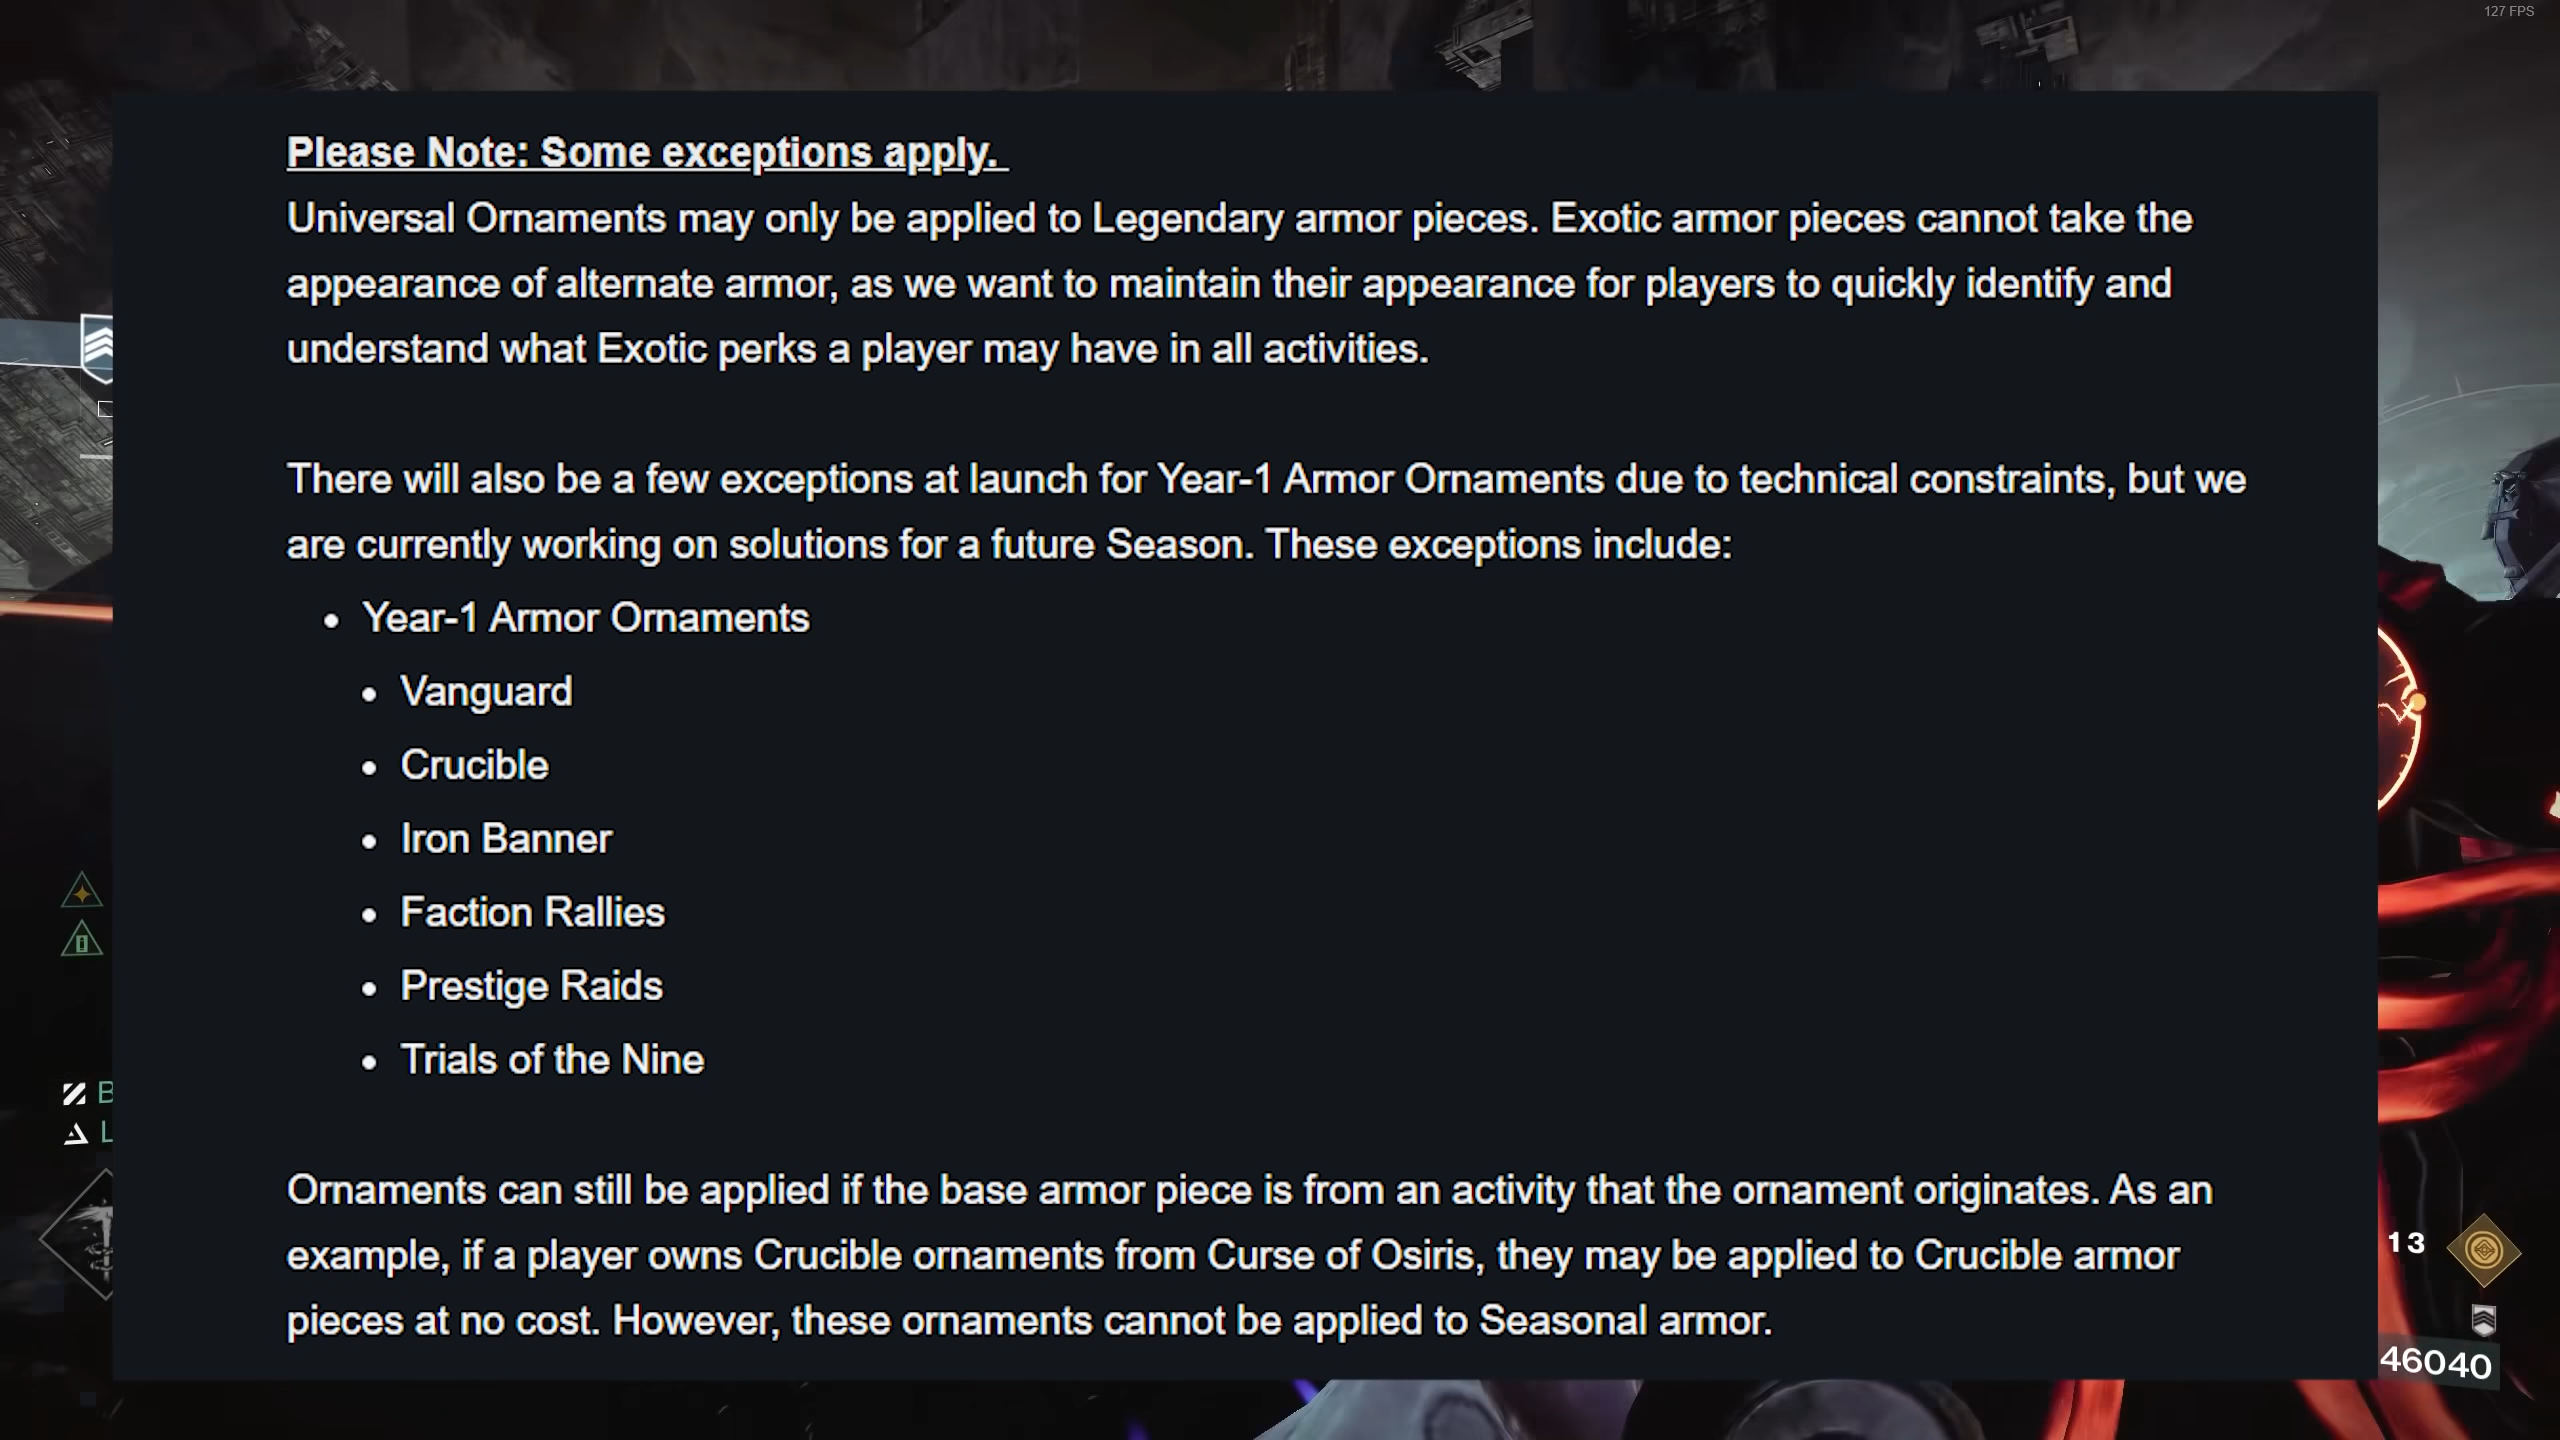 127 FPS
Please Note: Some exceptions apply.
Universal Ornaments may only be applied to Legendary armor pieces. Exotic armor pieces cannot take the
appearance of alternate armor, as we want to maintain their appearance for players to quickly identify and
understand what Exotic perks a player may have in all activities.
There will also be a few exceptions at launch for Year-1 Armor Ornaments due to technical constraints, but we
are currently working on solutions for a future Season. These exceptions include:
• Year-1 Armor Ornaments
• Vanguard
• Crucible
• Iron Banner
• Faction Rallies
• Prestige Raids
• Trials of the Nine
B
L
Ornaments can still be applied if the base armor piece is from an activity that the ornament originates. As an
example, if a player owns Crucible ornaments from Curse of Osiris, they may be applied to Crucible armor
pieces at no cost. However, these ornaments cannot be applied to Seasonal armor.
13
46040